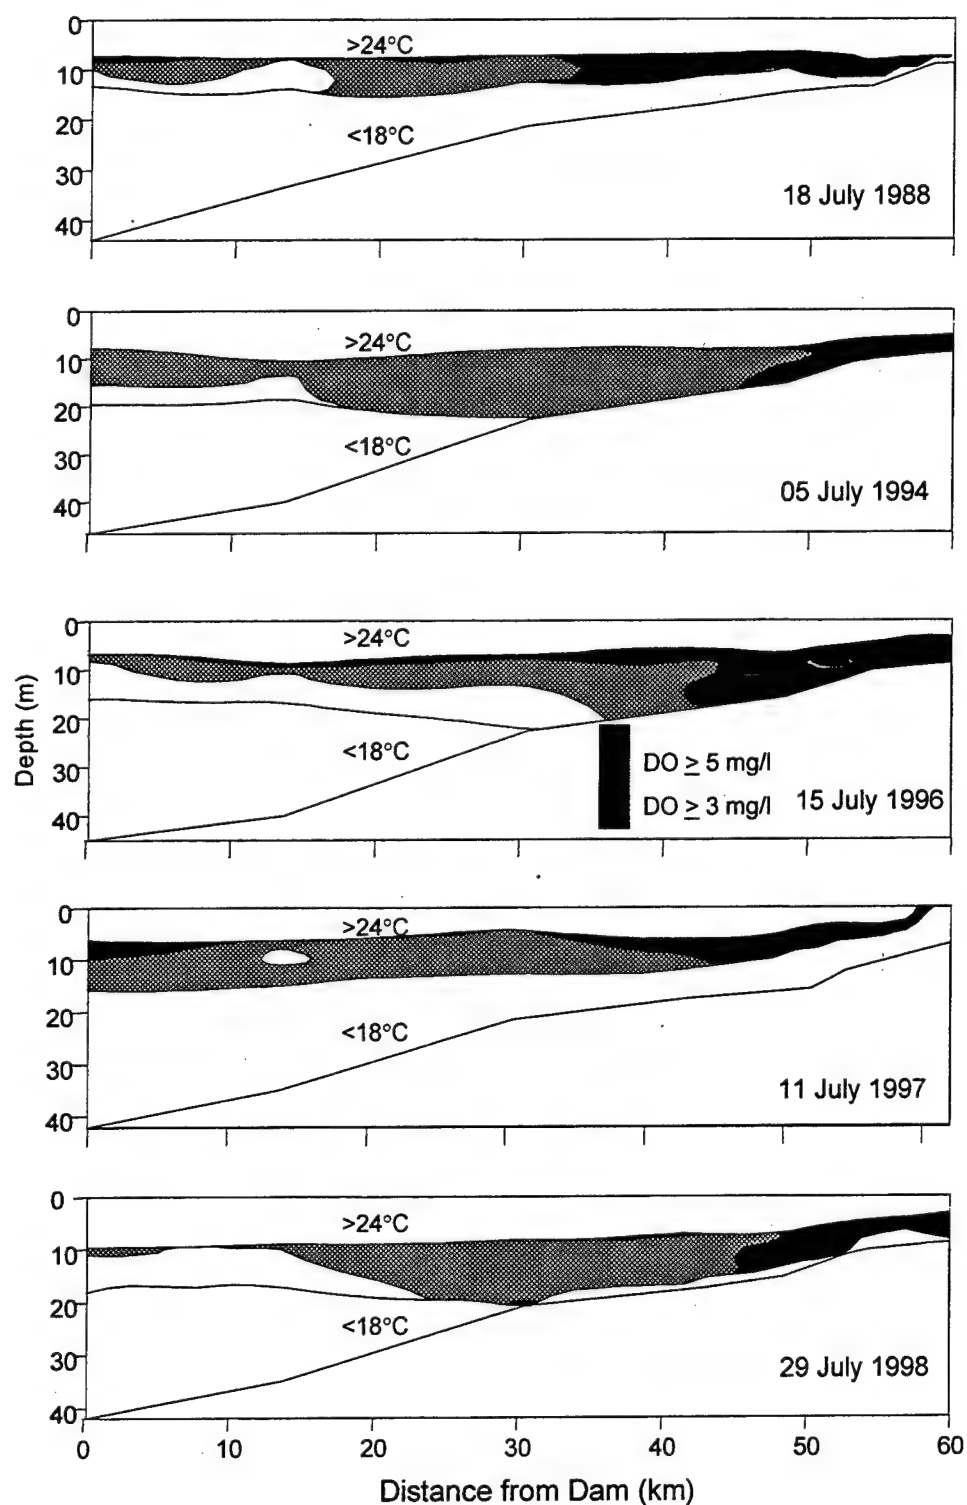 0
10
20
30
40
>24°C
<18°C
18 July 1988
0
10
20
30
40
>24°C
<18°C
05 July 1994
Depth (m)
0
10
20
30
40
>24°C
<18°C
DO ≥ 5 mg/l
DO ≥ 3 mg/l
15 July 1996
0
10
20
30
40
>24°C
<18°C
11 July 1997
0
10
20
30
40
>24°C
<18°C
29 July 1998
0 10 20 30 40 50 60
Distance from Dam (km)